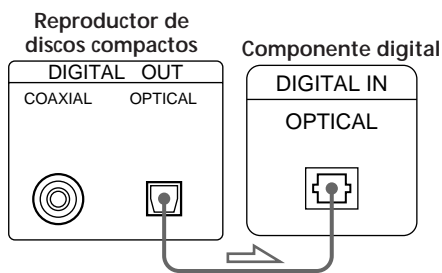 Reproductor de
discos compactos
DIGITAL OUT
COAXIAL OPTICAL
Componente digital
DIGITAL IN
OPTICAL